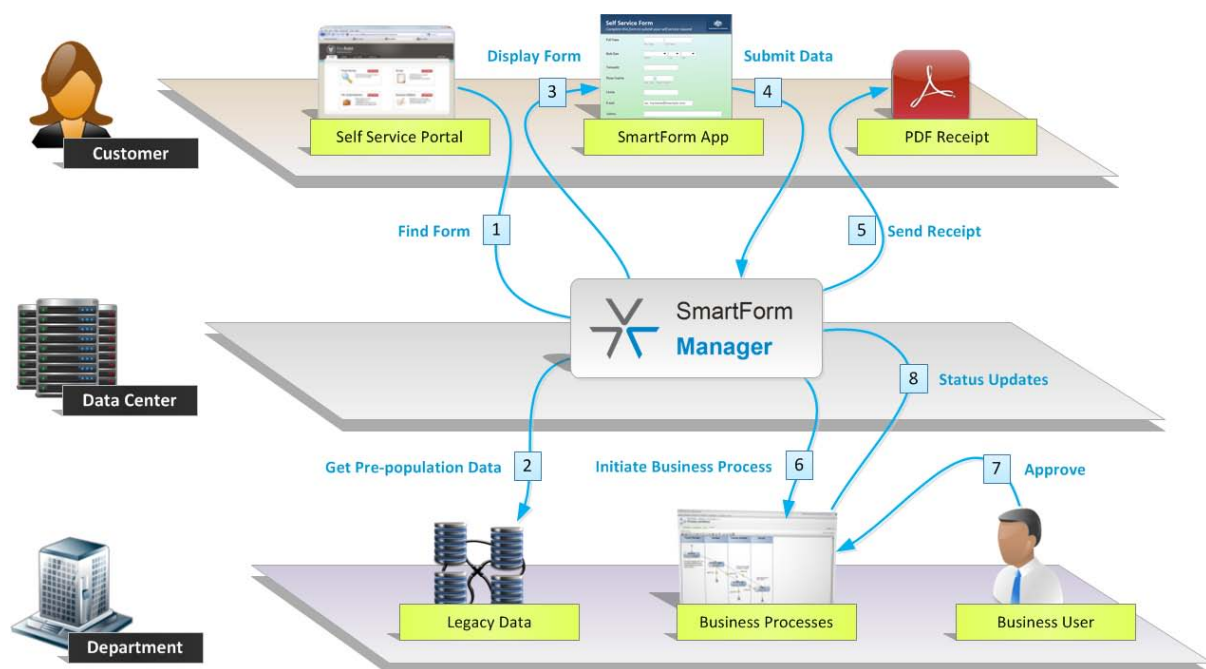 Self Service Form
Display Form
Submit Data
3
4
Self Service Portal
SmartForm App
PDF Receipt
Customer
Find Form
1
5
Send Receipt
SmartForm
Manager
8
Status Updates
Data Center
Get Pre-population Data
2
Initiate Business Process
6
7
Approve
Legacy Data
Business Processes
Business User
Department